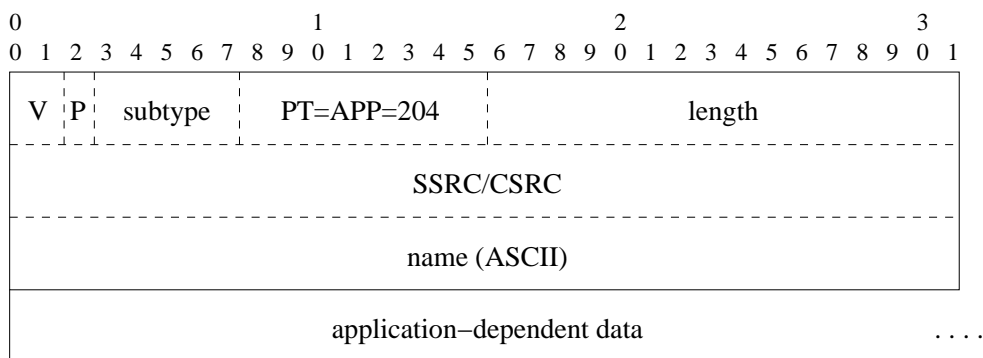 0 1 2 3
0 1 2 3 4 5 6 7 8 9 0 1 2 3 4 5 6 7 8 9 0 1 2 3 4 5 6 7 8 9 0 1
V P subtype PT=APP=204 length
SSRC/CSRC
name (ASCII)
application−dependent data . . . .